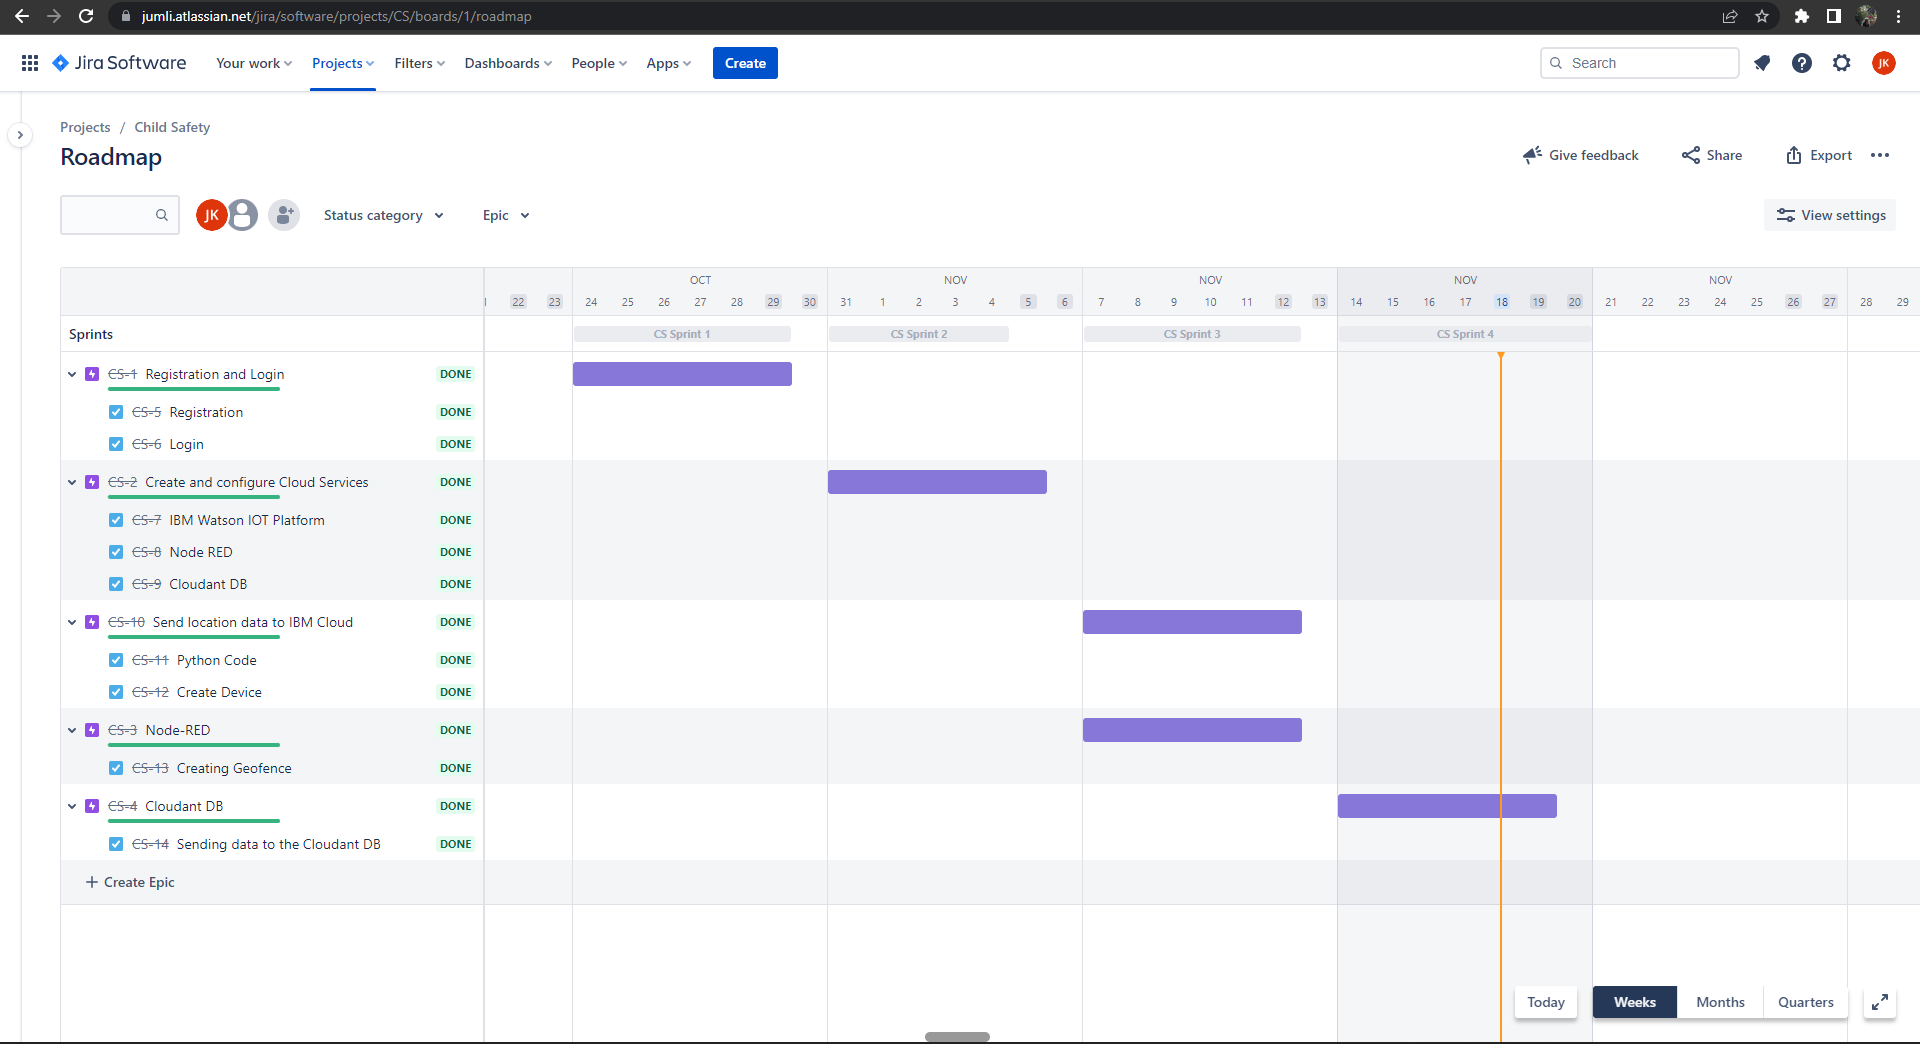 jumli.atlassian.net/jira/software/projects/CS/boards/1/roadmap
Jira Software Your work Projects Filters Dashboards People Apps Create Search JK
Projects / Child Safety
Roadmap
Give feedback Share Export
JK Status category Epic View settings
OCT NOV NOV NOV NOV
22 23 24 25 26 27 28 29 30 31 1 2 3 4 5 6 7 8 9 10 11 12 13 14 15 16 17 18 19 20 21 22 23 24 25 26 27 28 29
Sprints CS Sprint 1 CS Sprint 2 CS Sprint 3 CS Sprint 4
CS-1 Registration and Login DONE
CS-5 Registration DONE
CS-6 Login DONE
CS-2 Create and configure Cloud Services DONE
CS-7 IBM Watson IOT Platform DONE
CS-8 Node RED DONE
CS-9 Cloudant DB DONE
CS-10 Send location data to IBM Cloud DONE
CS-11 Python Code DONE
CS-12 Create Device DONE
CS-3 Node-RED DONE
CS-13 Creating Geofence DONE
CS-4 Cloudant DB DONE
CS-14 Sending data to the Cloudant DB DONE
+ Create Epic
Today Weeks Months Quarters